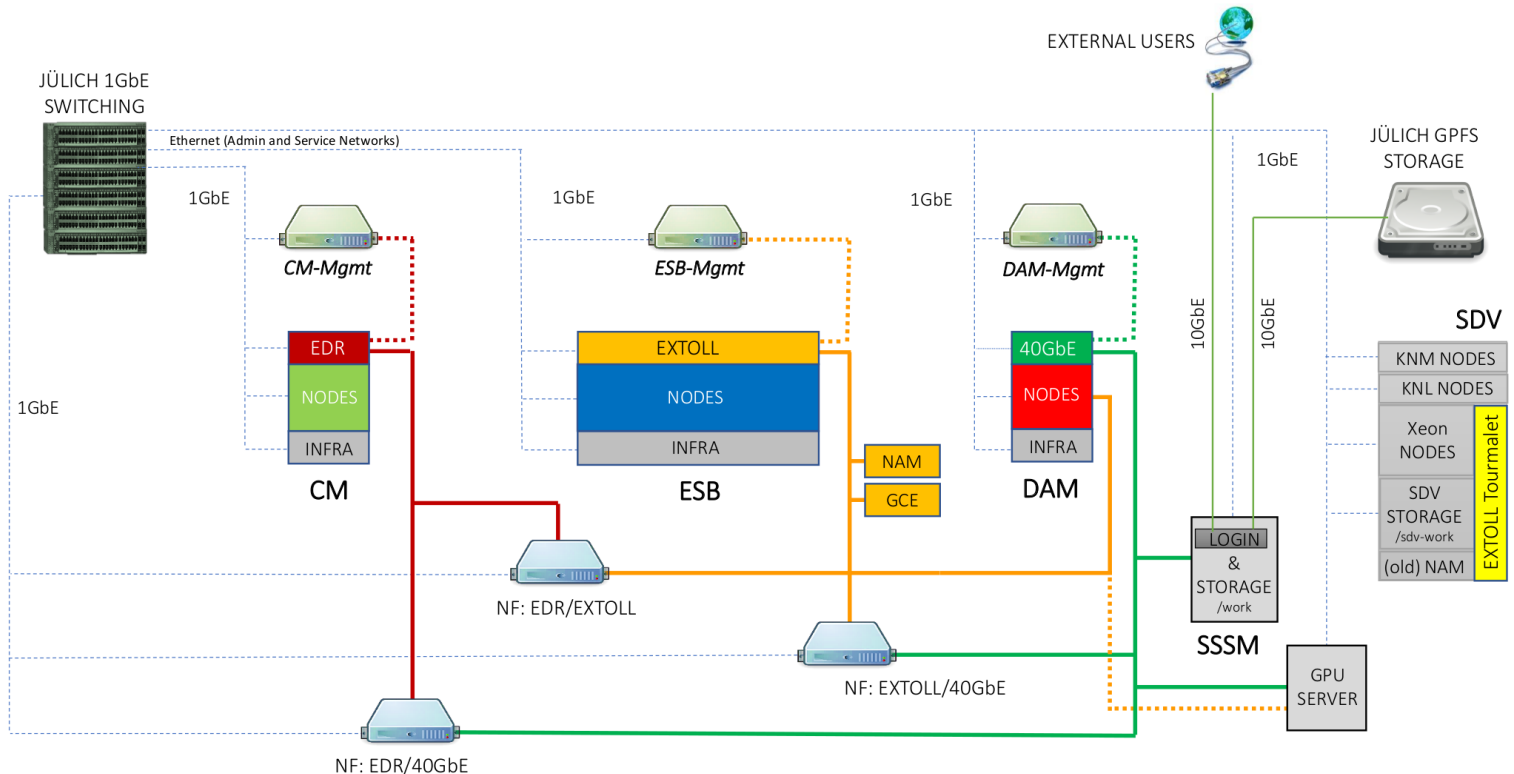 EXTERNAL USERS
JÜLICH 1GbE
SWITCHING
Ethernet (Admin and Service Networks)
JÜLICH GPFS
STORAGE
1GbE
1GbE
1GbE
1GbE
CM-Mgmt
ESB-Mgmt
DAM-Mgmt
10GbE
10GbE
SDV
EDR
NODES
INFRA
CM
EXTOLL
NODES
INFRA
ESB
NAM
GCE
40GbE
NODES
INFRA
DAM
KNM NODES
KNL NODES
Xeon
NODES
SDV
STORAGE
/sdv-work
(old) NAM
EXTOLL Tourmalet
1GbE
LOGIN
&
STORAGE
/work
SSSM
NF: EDR/EXTOLL
NF: EXTOLL/40GbE
GPU
SERVER
NF: EDR/40GbE